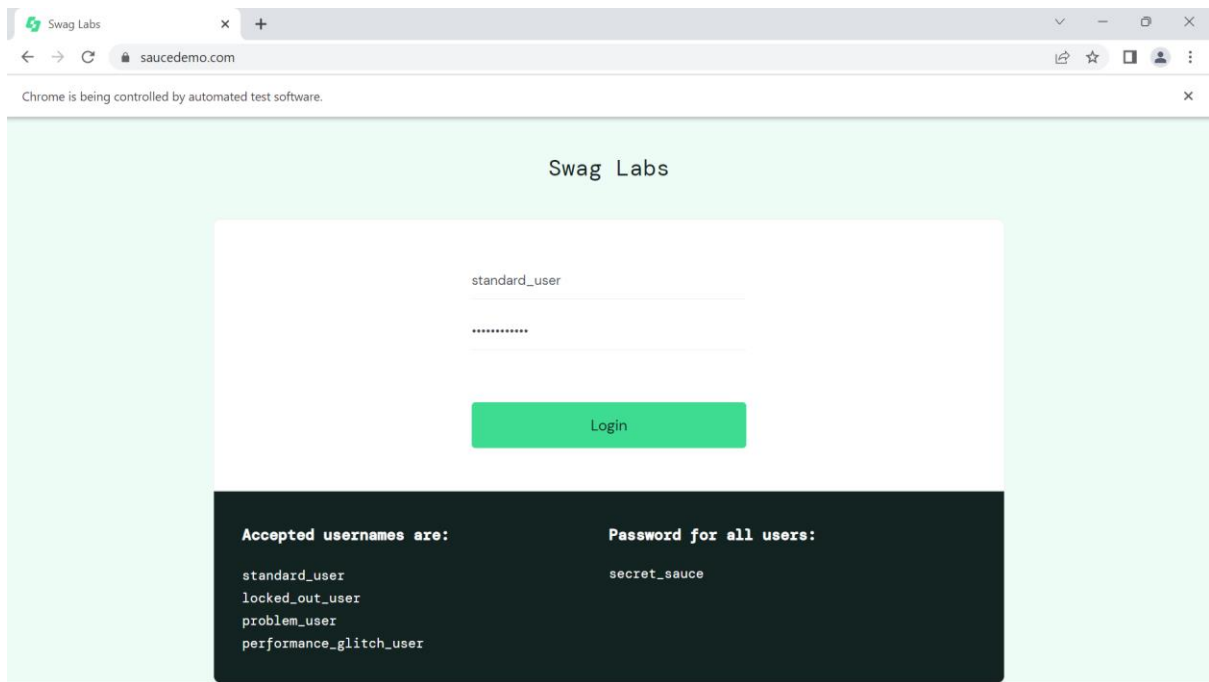 Swag Labs
saucedemo.com
Chrome is being controlled by automated test software.
Swag Labs
standard_user
••••••••••••
Login
Accepted usernames are:
standard_user
locked_out_user
problem_user
performance_glitch_user
Password for all users:
secret_sauce